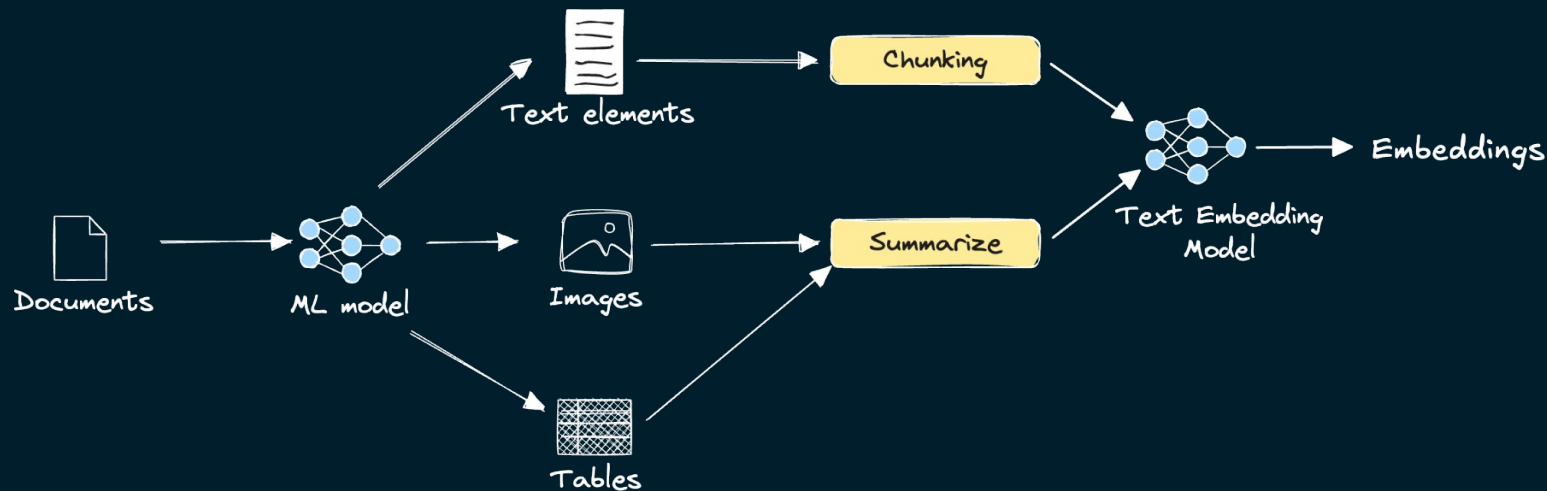 Text elements
Chunking
Embeddings
Text Embedding
Model
Documents
ML model
Images
Summarize
Tables